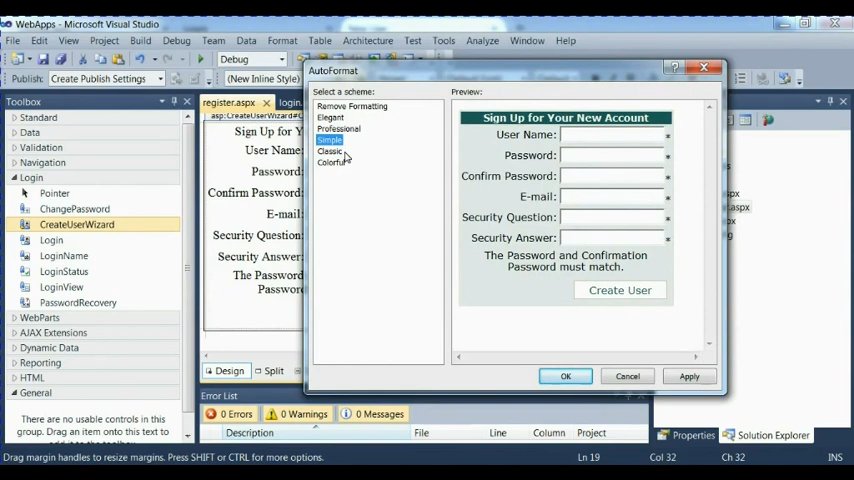 WebApps - Microsoft Visual Studio
File Edit View Project Build Debug Team Data Format Table Architecture Test Tools Analyze Window Help
Debug
Publish: Create Publish Settings
(New Inline Style)
Toolbox
Standard
Data
Validation
Navigation
Login
Pointer
ChangePassword
CreateUserWizard
Login
LoginName
LoginStatus
LoginView
PasswordRecovery
WebParts
AJAX Extensions
Dynamic Data
Reporting
HTML
General
There are no usable controls in this
group. Drag an item onto this text to
register.aspx
login.
asp:CreateUserWizard#C
Sign Up for Y
User Name:
Password:
Confirm Password:
E-mail:
Security Question:
Security Answer:
The Password
Password
Design Split
AutoFormat
Select a scheme:
Remove Formatting
Elegant
Professional
Simple
Classic
Colorful
Preview:
Sign Up for Your New Account
User Name: *
Password: *
Confirm Password: *
E-mail: *
Security Question: *
Security Answer: *
The Password and Confirmation
Password must match.
Create User
OK Cancel Apply
Error List
0 Errors 0 Warnings 0 Messages
Description File Line Column Project
Properties Solution Explorer
Drag margin handles to resize margins. Press SHIFT or CTRL for more options.
Ln 19 Col 32 Ch 32 INS